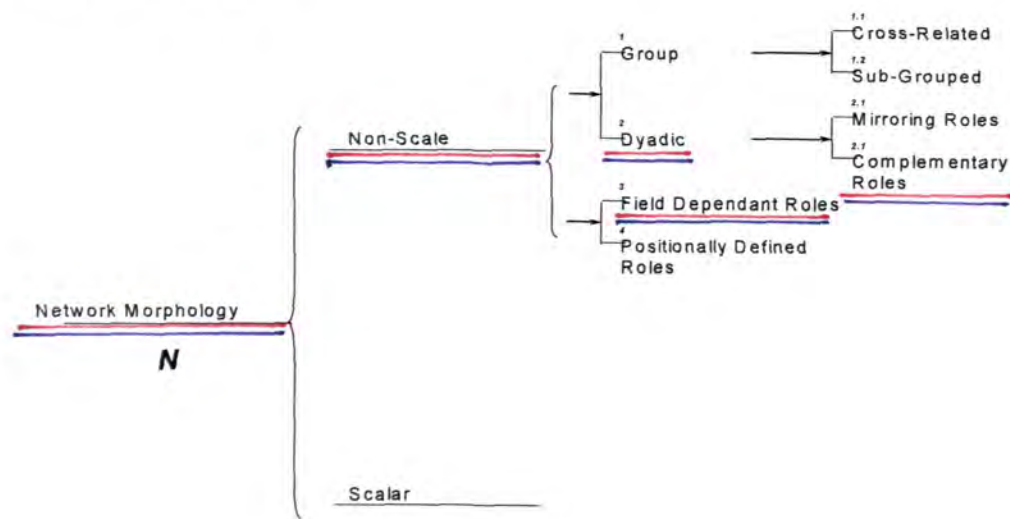 1.1
Cross-Related
1
Group
1.2
Sub-Grouped
2.1
Mirroring Roles
Non-Scale
2
Dyadic
2.1
Complementary
Roles
3
Field Dependant Roles
4
Positionally Defined
Roles
Network Morphology
N
Scalar